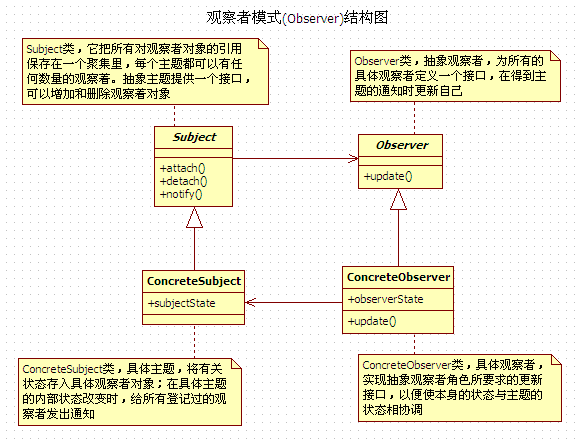 观察者模式(Observer)结构图
Subject类，它把所有对观察者对象的引用
保存在一个聚集里，每个主题都可以有任
何数量的观察着。抽象主题提供一个接口，
可以增加和删除观察着对象
Observer类，抽象观察者，为所有的
具体观察者定义一个接口，在得到主
题的通知时更新自己
Subject
+attach()
+detach()
+notify()
Observer
+update()
ConcreteSubject
+subjectState
ConcreteObserver
+observerState
+update()
ConcreteSubject类，具体主题，将有关
状态存入具体观察者对象；在具体主题
的内部状态改变时，给所有登记过的观
察者发出通知
ConcreteObserver类，具体观察者，
实现抽象观察者角色所要求的更新
接口，以便使本身的状态与主题的
状态相协调